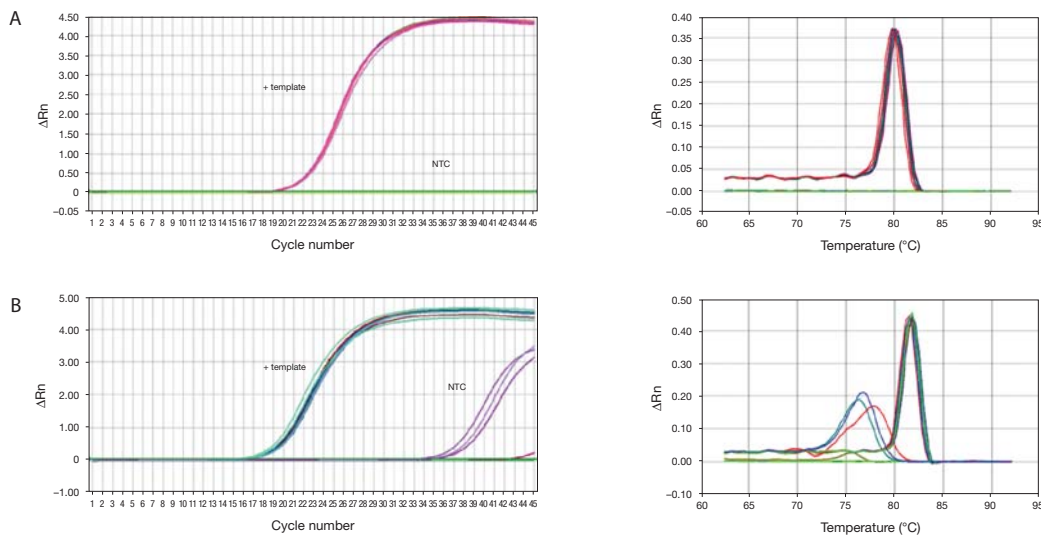 A
4.50
4.50
3.50
3.00
2.50
2.00
1.50
1.00
0.50
0
−0.05
ΔRn
+ template
NTC
1 2 3 4 5 6 7 8 9 10 11 12 13 14 15 16 17 18 19 20 21 22 23 24 25 26 27 28 29 30 31 32 33 34 35 36 37 38 39 40 41 42 43 44 45
Cycle number
0.40
0.30
0.35
0.25
0.20
0.15
0.10
0.05
0.00
−0.05
ΔRn
60 65 70 75 80 85 90 95
Temperature (°C)
B
5.00
4.00
3.00
2.00
1.00
0
−1.00
ΔRn
+ template
NTC
1 2 3 4 5 6 7 8 9 10 11 12 13 14 15 16 17 18 19 20 21 22 23 24 25 26 27 28 29 30 31 32 33 34 35 36 37 38 39 40 41 42 43 44 45
Cycle number
0.50
0.40
0.30
0.20
0.10
0.00
−0.10
ΔRn
60 65 70 75 80 85 90 95
Temperature (°C)